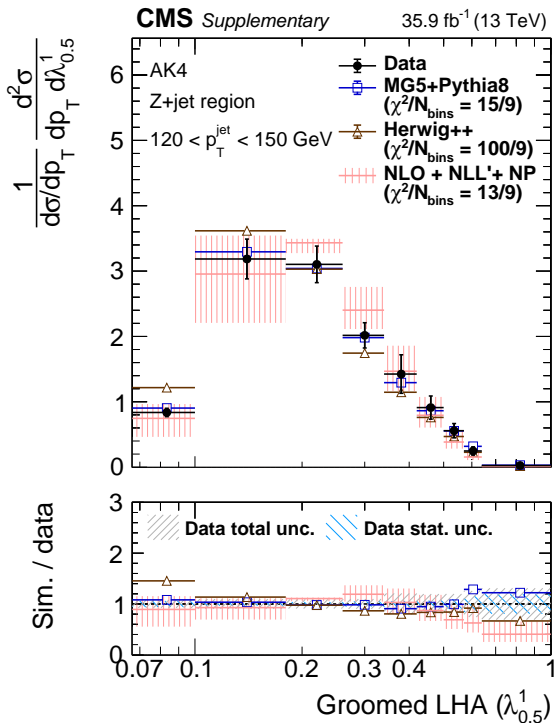 CMS Supplementary 35.9 fb⁻¹ (13 TeV)
1/(dσ/dp_T) d²σ/(dp_T dλ¹_0.5)
AK4
Z+jet region
120 < p_T^jet < 150 GeV
Data
MG5+Pythia8
(χ²/N_bins = 15/9)
Herwig++
(χ²/N_bins = 100/9)
NLO + NLL'+ NP
(χ²/N_bins = 13/9)
6
5
4
3
2
1
0
Sim. / data
Data total unc. Data stat. unc.
3
2
1
0
0.07 0.1 0.2 0.3 0.4 1
Groomed LHA (λ¹_0.5)